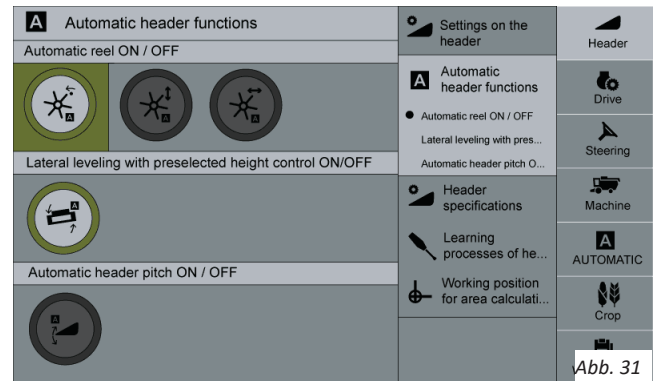 A Automatic header functions
Automatic reel ON / OFF
A
A
A
Lateral leveling with preselected height control ON/OFF
A
Automatic header pitch ON / OFF
A
Settings on the
header
A Automatic
header functions
Automatic reel ON / OFF
Lateral leveling with pres...
Automatic header pitch O...
Header
specifications
Learning
processes of he...
Working position
for area calculati...
Header
Drive
Steering
Machine
A
AUTOMATIC
Crop
Abb. 31